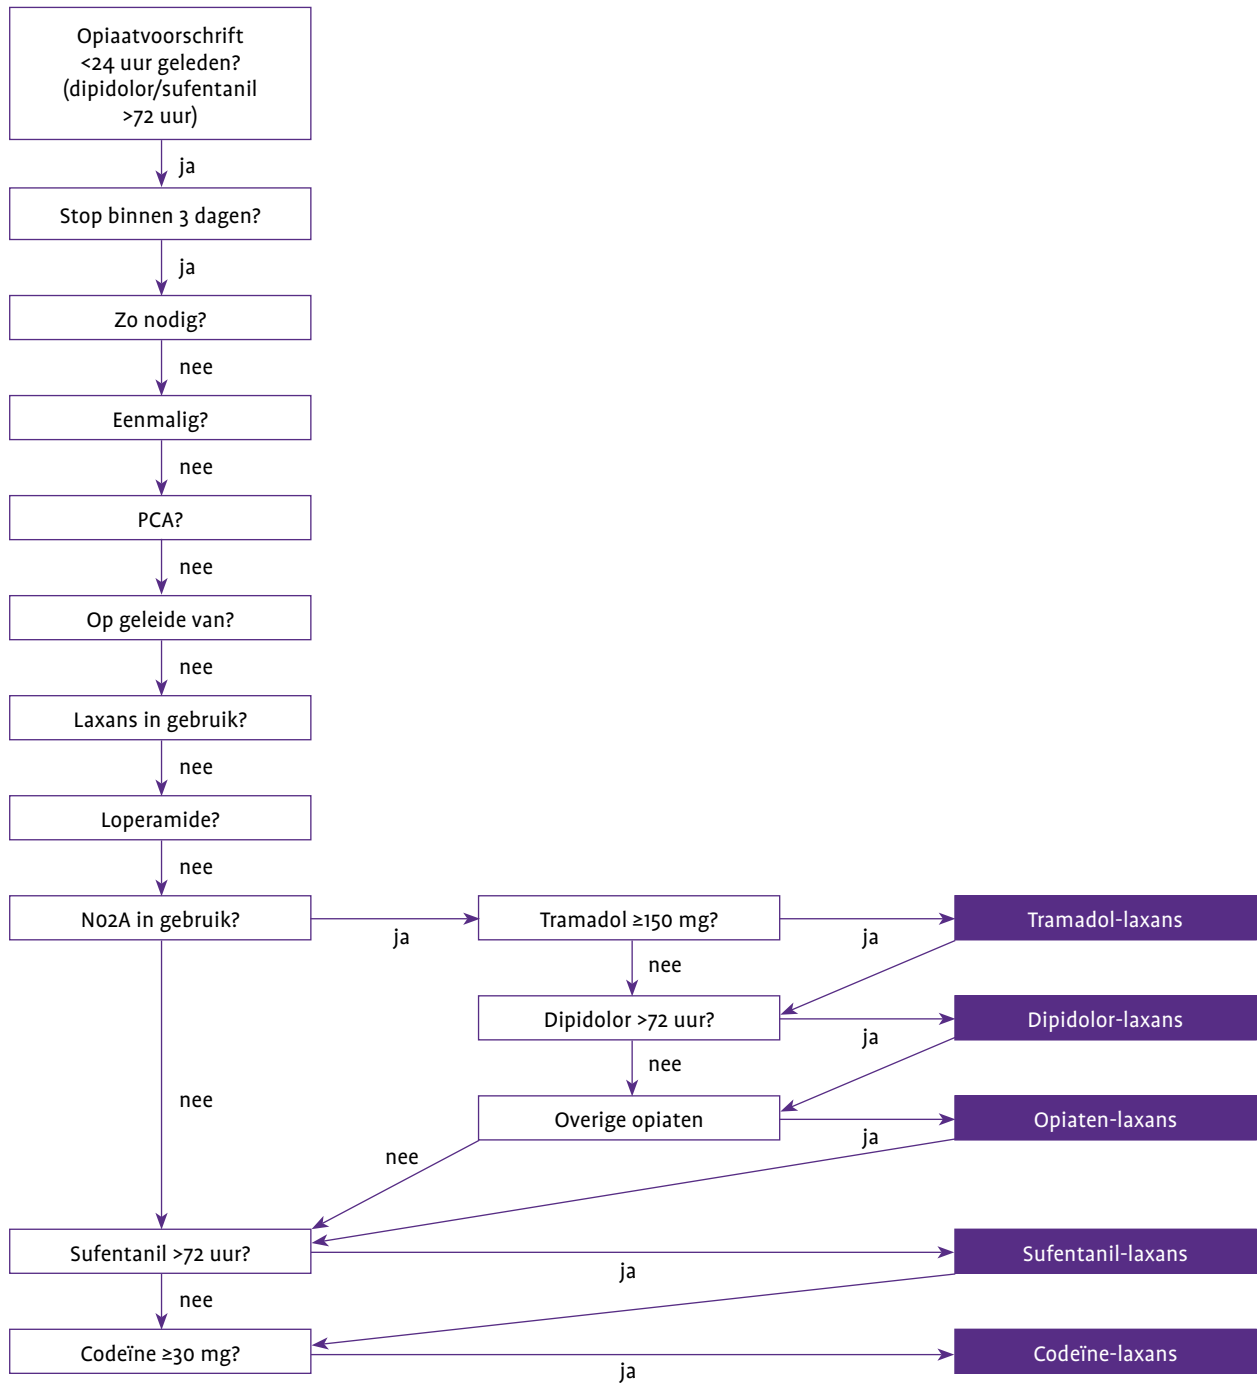 Opiaatvoorschrift
<24 uur geleden?
(dipidolor/sufentanil
>72 uur)
ja
Stop binnen 3 dagen?
ja
Zo nodig?
nee
Eenmalig?
nee
PCA?
nee
Op geleide van?
nee
Laxans in gebruik?
nee
Loperamide?
nee
N02A in gebruik?
ja
Tramadol ≥150 mg?
ja
Tramadol-laxans
nee
Dipidolor >72 uur?
ja
Dipidolor-laxans
nee
nee
Overige opiaten
ja
Opiaten-laxans
nee
Sufentanil >72 uur?
ja
Sufentanil-laxans
nee
Codeïne ≥30 mg?
ja
Codeïne-laxans